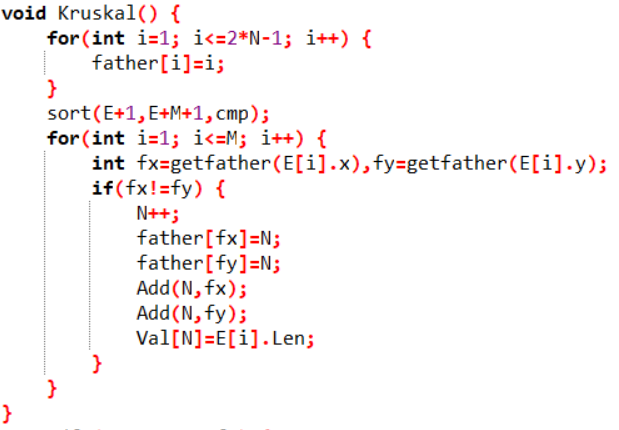 void Kruskal() {
    for(int i=1; i<=2*N-1; i++) {
        father[i]=i;
    }
    sort(E+1,E+M+1,cmp);
    for(int i=1; i<=M; i++) {
        int fx=getfather(E[i].x),fy=getfather(E[i].y);
        if(fx!=fy) {
            N++;
            father[fx]=N;
            father[fy]=N;
            Add(N,fx);
            Add(N,fy);
            Val[N]=E[i].Len;
        }
    }
}